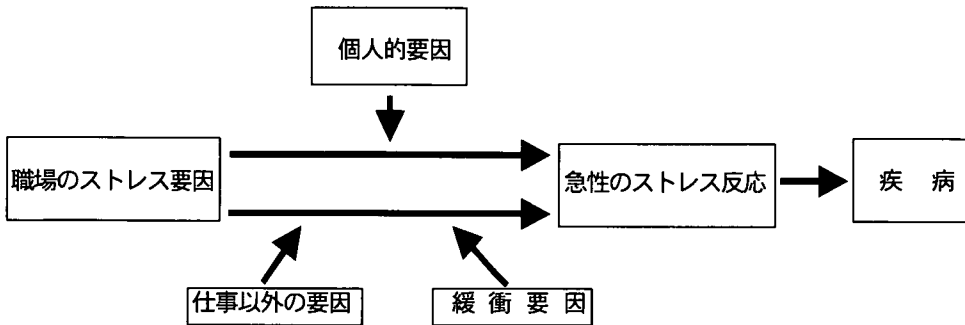 個人的要因
職場のストレス要因
急性のストレス反応
疾 病
仕事以外の要因
緩 衝 要 因